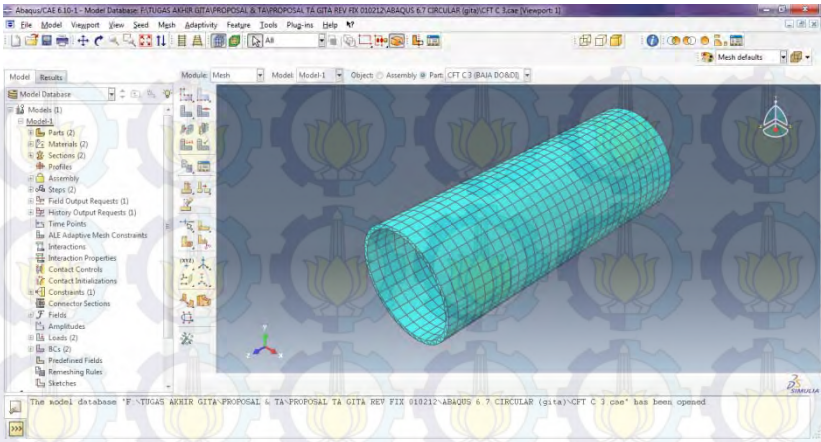 Abaqus/CAE 6.10-1 - Model Database: F:\TUGAS AKHIR GITA\PROPOSAL & TA\PROPOSAL TA GITA REV FIX 010212\ABAQUS 6.7 CIRCULAR (gita)\CFT C 3.cae [Viewport: 1]
File Model Viewport View Seed Mesh Adaptivity Feature Tools Plug-ins Help
All
Mesh defaults
Model Results
Module: Mesh Model: Model-1 Object: Assembly Part: CFT C 3 (BAJA DO&DI)
Model Database
Models (1)
Model-1
Parts (2)
Materials (2)
Sections (2)
Profiles
Assembly
Steps (2)
Field Output Requests (1)
History Output Requests (1)
Time Points
ALE Adaptive Mesh Constraints
Interactions
Interaction Properties
Contact Controls
Contact Initializations
Constraints (1)
Connector Sections
Fields
Amplitudes
Loads (2)
BCs (2)
Predefined Fields
Remeshing Rules
Sketches
Y
Z X
SIMULIA
The model database "F:\TUGAS AKHIR GITA\PROPOSAL & TA\PROPOSAL TA GITA REV FIX 010212\ABAQUS 6.7 CIRCULAR (gita)\CFT C 3.cae" has been opened.
>>>